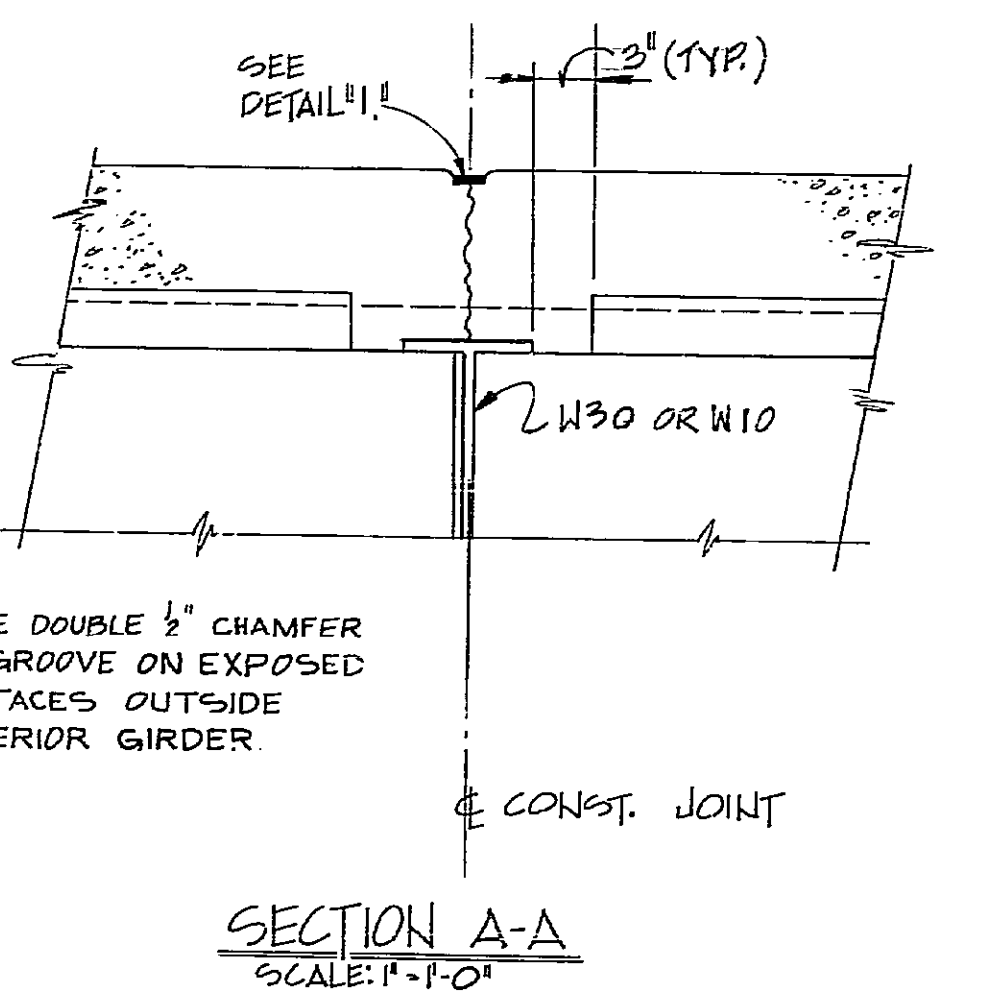 SEE
DETAIL "1."
3" (TYP.)
W30 OR W10
E DOUBLE ½" CHAMFER
GROOVE ON EXPOSED
FACES OUTSIDE
ERIOR GIRDER.
℄ CONST. JOINT
SECTION A-A
SCALE: 1" = 1'-0"